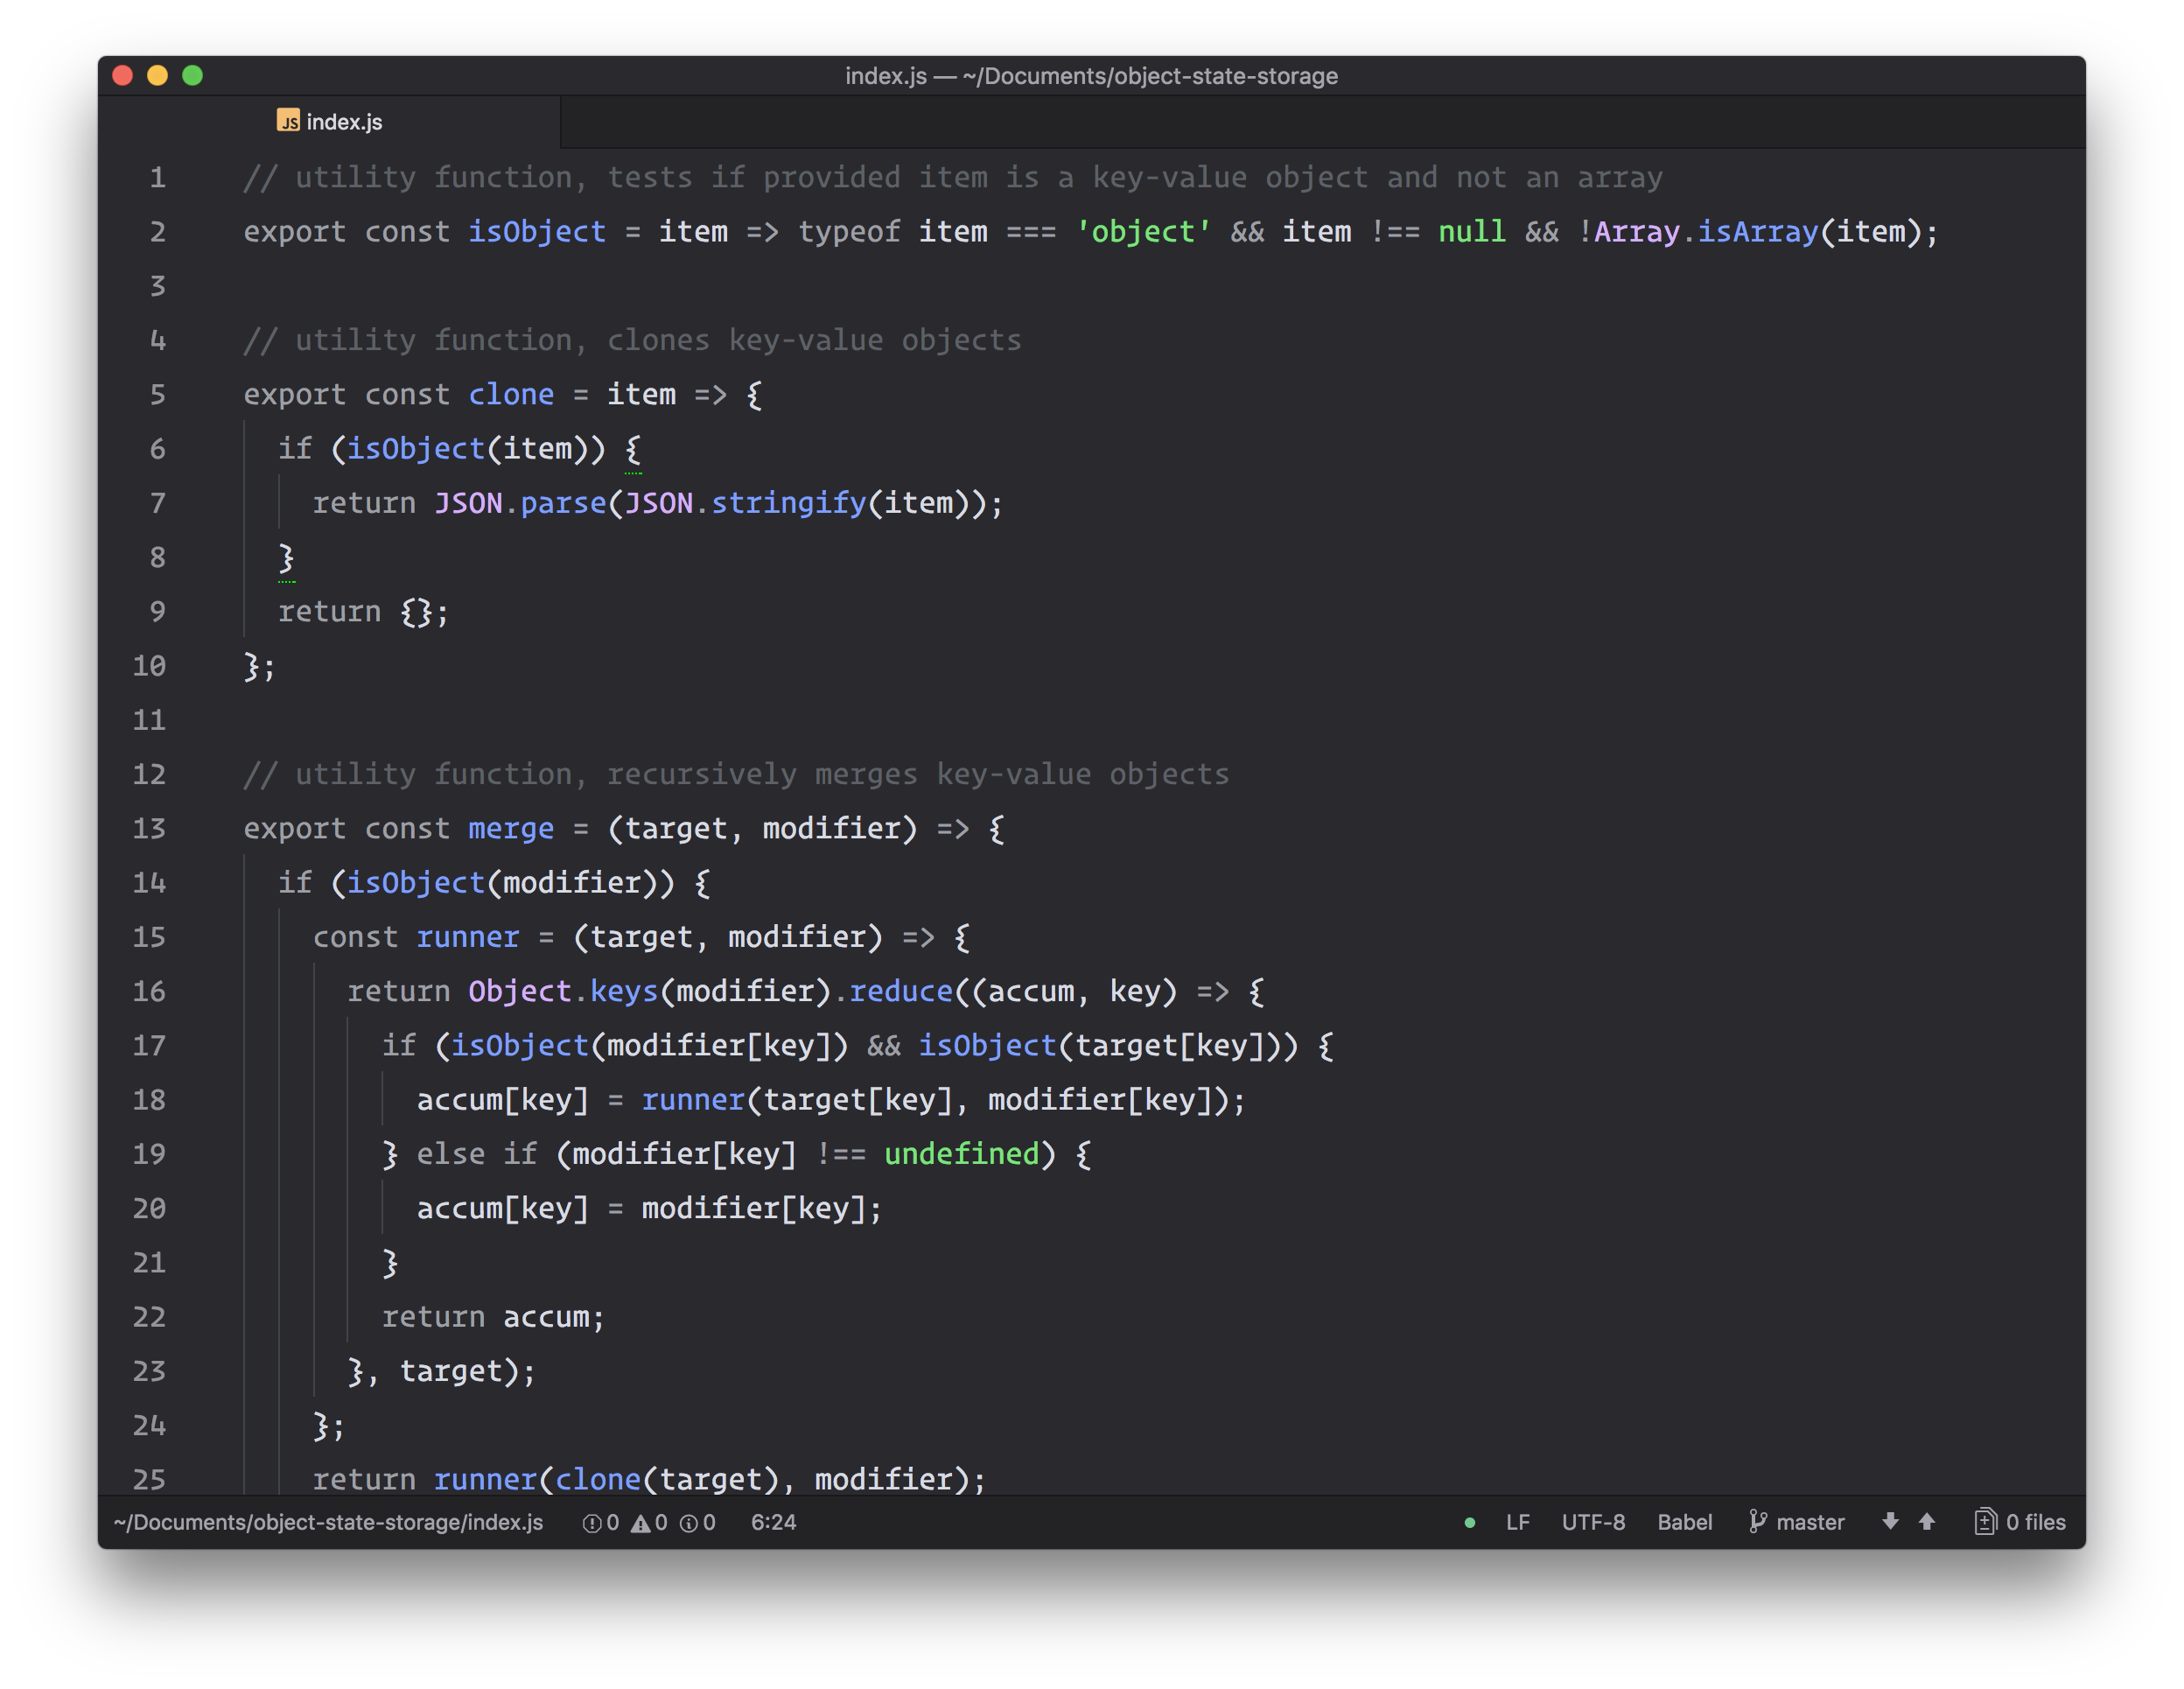 index.js — ~/Documents/object-state-storage
JS index.js
1 // utility function, tests if provided item is a key-value object and not an array
2 export const isObject = item => typeof item === 'object' && item !== null && !Array.isArray(item);
3
4 // utility function, clones key-value objects
5 export const clone = item => {
6   if (isObject(item)) {
7     return JSON.parse(JSON.stringify(item));
8   }
9   return {};
10 };
11
12 // utility function, recursively merges key-value objects
13 export const merge = (target, modifier) => {
14   if (isObject(modifier)) {
15     const runner = (target, modifier) => {
16       return Object.keys(modifier).reduce((accum, key) => {
17         if (isObject(modifier[key]) && isObject(target[key])) {
18           accum[key] = runner(target[key], modifier[key]);
19         } else if (modifier[key] !== undefined) {
20           accum[key] = modifier[key];
21         }
22         return accum;
23       }, target);
24     };
25     return runner(clone(target), modifier);
~/Documents/object-state-storage/index.js 0 0 0 6:24 LF UTF-8 Babel master 0 files